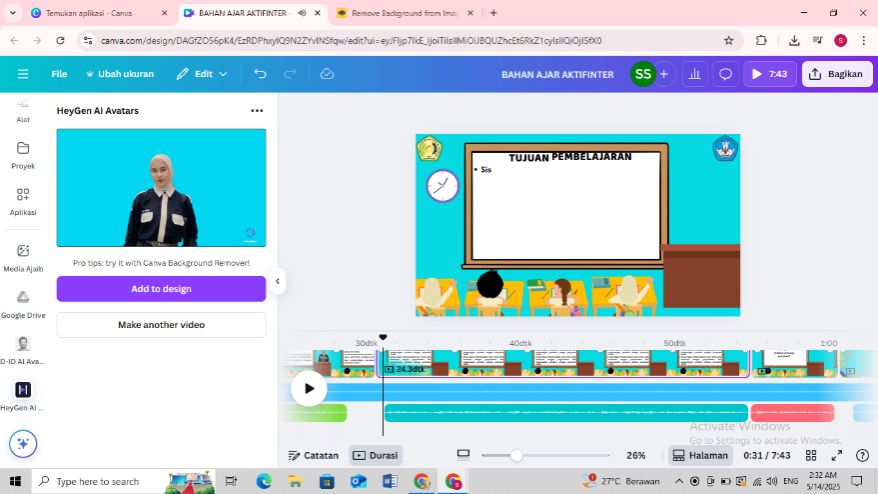 Temukan aplikasi - Canva
BAHAN AJAR AKTIFINTER -
Remove Background from Imag
canva.com/design/DAGfZO56pK4/EzRDPhxylQ9N2ZYvlNSfqw/edit?ui=eyJFIjp7IkE_IjoiTiIsIlMiOiJBQUZhcEt6RkZ1cyIsIlQiOjI5fX0
File
Ubah ukuran
Edit
BAHAN AJAR AKTIFINTER
SS
7:43
Bagikan
Alat
Proyek
Aplikasi
Media Ajaib
Google Drive
D-ID AI Ava...
HeyGen AI ...
HeyGen AI Avatars
Pro tips: try it with Canva Background Remover!
Add to design
Make another video
TUJUAN PEMBELAJARAN
• Sis
30dtk
40dtk
50dtk
1:00
24.3dtk
Activate Windows
Go to Settings to activate Windows.
Catatan
Durasi
26%
Halaman
0:31 / 7:43
Type here to search
27°C Berawan
ENG
2:32 AM
5/14/2025